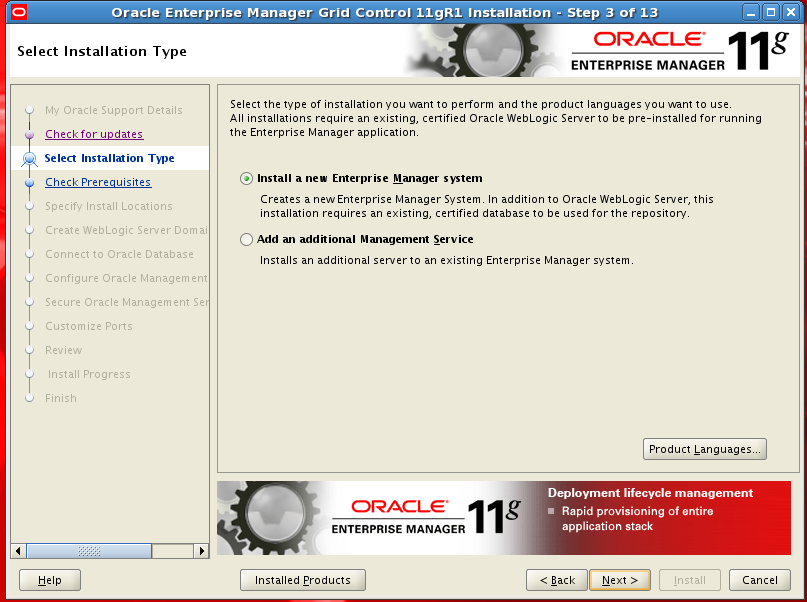 Oracle Enterprise Manager Grid Control 11gR1 Installation - Step 3 of 13
Select Installation Type
ORACLE®
ENTERPRISE MANAGER
11g
My Oracle Support Details
Check for updates
Select Installation Type
Check Prerequisites
Specify Install Locations
Create WebLogic Server Domai
Connect to Oracle Database
Configure Oracle Management
Secure Oracle Management Ser
Customize Ports
Review
Install Progress
Finish
Select the type of installation you want to perform and the product languages you want to use.
All installations require an existing, certified Oracle WebLogic Server to be pre-installed for running
the Enterprise Manager application.
Install a new Enterprise Manager system
Creates a new Enterprise Manager System. In addition to Oracle WebLogic Server, this
installation requires an existing, certified database to be used for the repository.
Add an additional Management Service
Installs an additional server to an existing Enterprise Manager system.
Product Languages...
ORACLE®
ENTERPRISE MANAGER
11g
Deployment lifecycle management
Rapid provisioning of entire
application stack
Help
Installed Products
< Back
Next >
Install
Cancel